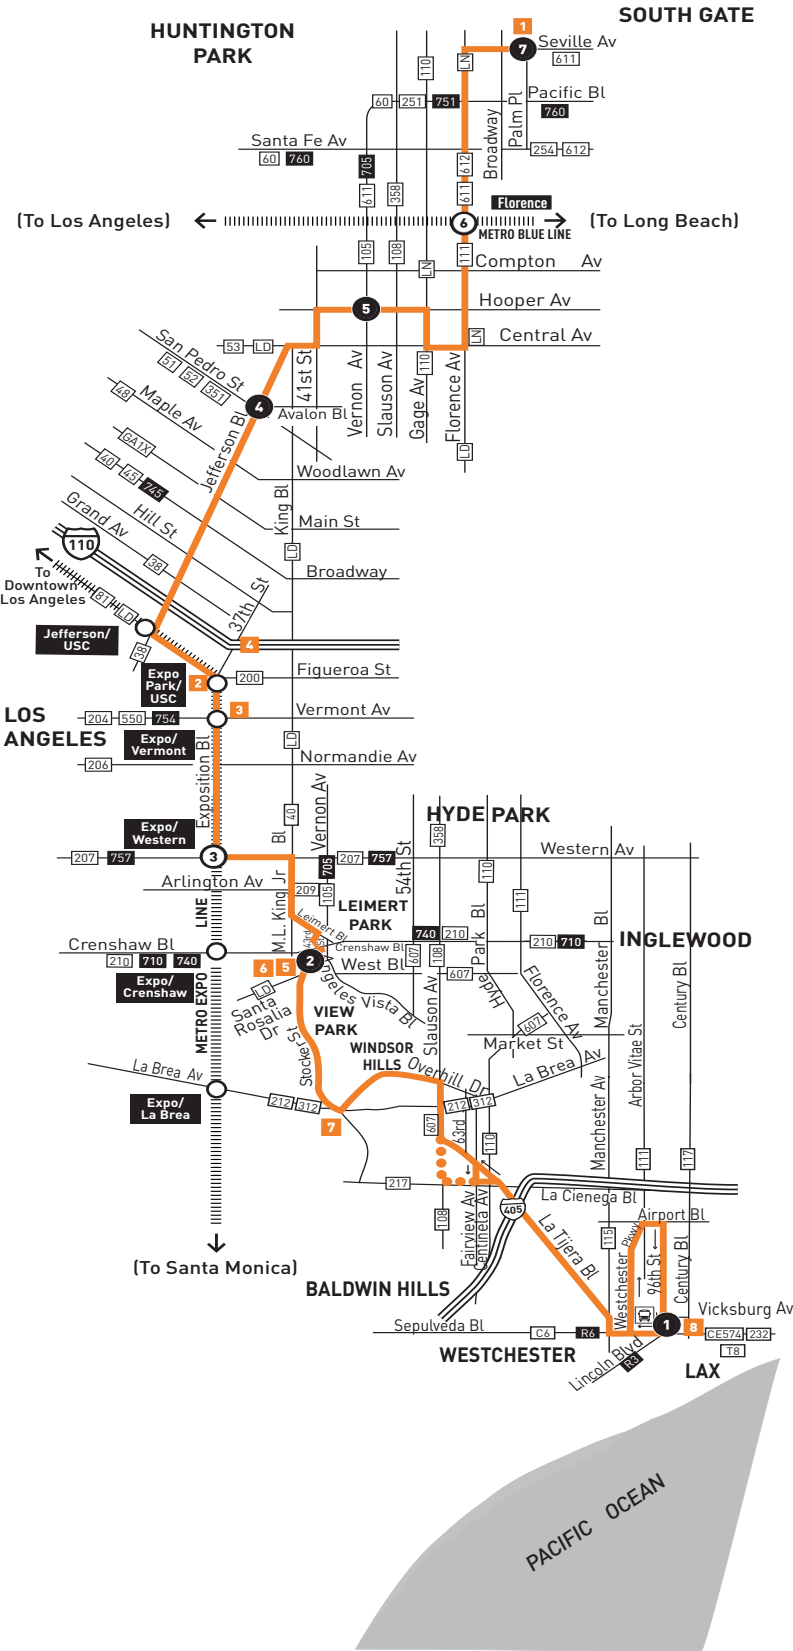 SOUTH GATE
HUNTINGTON
PARK
1
7
Seville Av
611
LN
110
Pacific Bl
760
60
251
751
Palm Pl
Broadway
Santa Fe Av
60
760
705
254
612
612
611
358
611
Florence
(To Los Angeles)
6
(To Long Beach)
METRO BLUE LINE
105
108
111
LN
Compton Av
Hooper Av
5
LN
Central Av
53
LD
San Pedro St
51
52
351
41st St
Vernon Av
Slauson Av
110
Gage Av
Florence Av
48
Maple Av
4
Avalon Bl
LD
GA1X
Jefferson Bl
Woodlawn Av
40
45
745
King Bl
Main St
Grand Av
Hill St
110
38
LD
Broadway
To
Downtown
Los Angeles
81
LD
37th St
Jefferson/
USC
38
4
Expo
Park/
USC
2
200
Figueroa St
3
LOS
ANGELES
204
550
754
Vermont Av
Expo/
Vermont
LD
Exposition Bl
206
Normandie Av
Vernon Av
HYDE PARK
40
358
54th St
Expo/
Western
Bl
207
757
3
705
207
757
Western Av
110
Arlington Av
209
105
111
LINE
M.L. King Jr
LEIMERT
PARK
Leimert Bl
43rd
740
210
Park Bl
Crenshaw Bl
Crenshaw Bl
607
108
210
710
INGLEWOOD
Manchester Bl
210
710
740
6
5
2
West Bl
607
Hyde
Century Bl
Expo/
Crenshaw
LD
Santa
Rosalia
Dr
Angeles Vista Bl
Slauson Av
Florence Av
METRO EXPO
VIEW
PARK
607
Market St
Stocker St
WINDSOR
HILLS
La Brea Av
Overhill Dr
La Brea Av
Arbor Vitae St
Manchester Av
Expo/
La Brea
212
312
212
312
7
607
63rd
110
111
117
217
La Cienega Bl
405
108
Fairview Av
Centinela Av
La Tijera Bl
Airport Bl
115
Pkwy
Westchester
96th St
Century Bl
(To Santa Monica)
BALDWIN HILLS
Sepulveda Bl
C6
R6
1
8
Vicksburg Av
CE574
232
T8
WESTCHESTER
Lincoln Blvd
R3
LAX
PACIFIC OCEAN